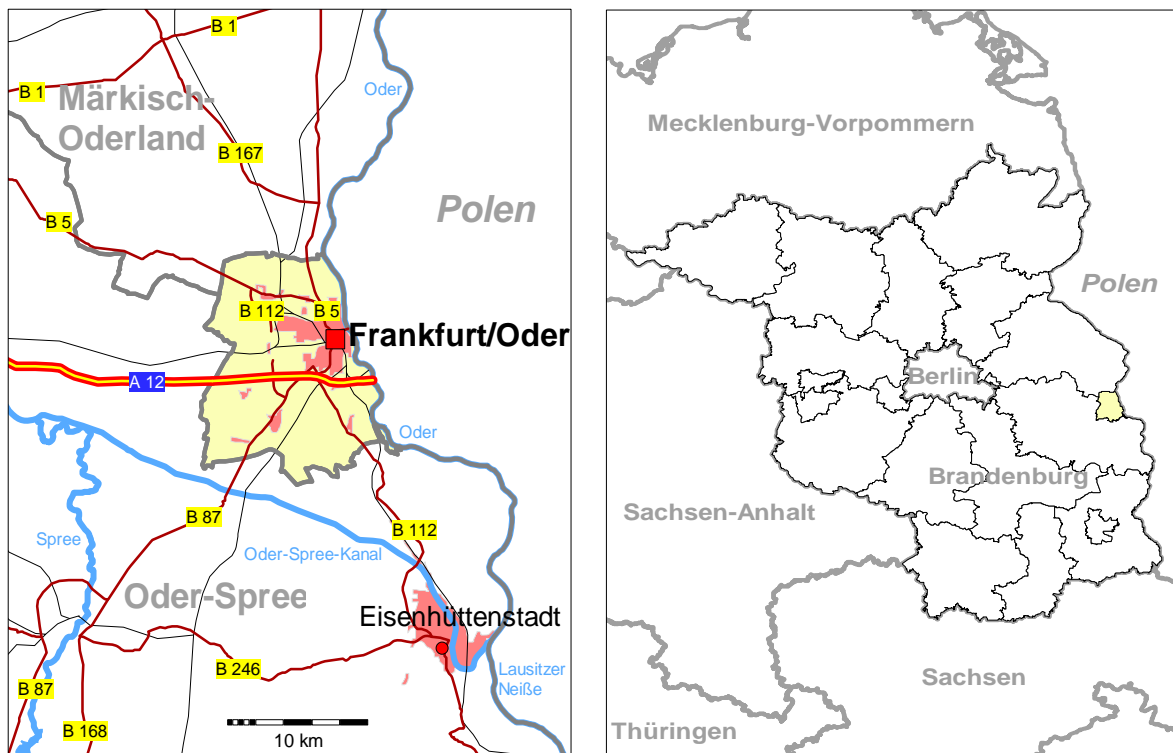 B 1
Oder
B 1
Märkisch-
Oderland
B 167
Polen
B 5
B 112
B 5
Frankfurt/Oder
A 12
Oder
B 87
B 112
Spree
Oder-Spree-Kanal
Oder-Spree
Eisenhüttenstadt
B 246
Lausitzer
Neiße
B 87
B 168
10 km
Mecklenburg-Vorpommern
Polen
Berlin
Brandenburg
Sachsen-Anhalt
Sachsen
Thüringen